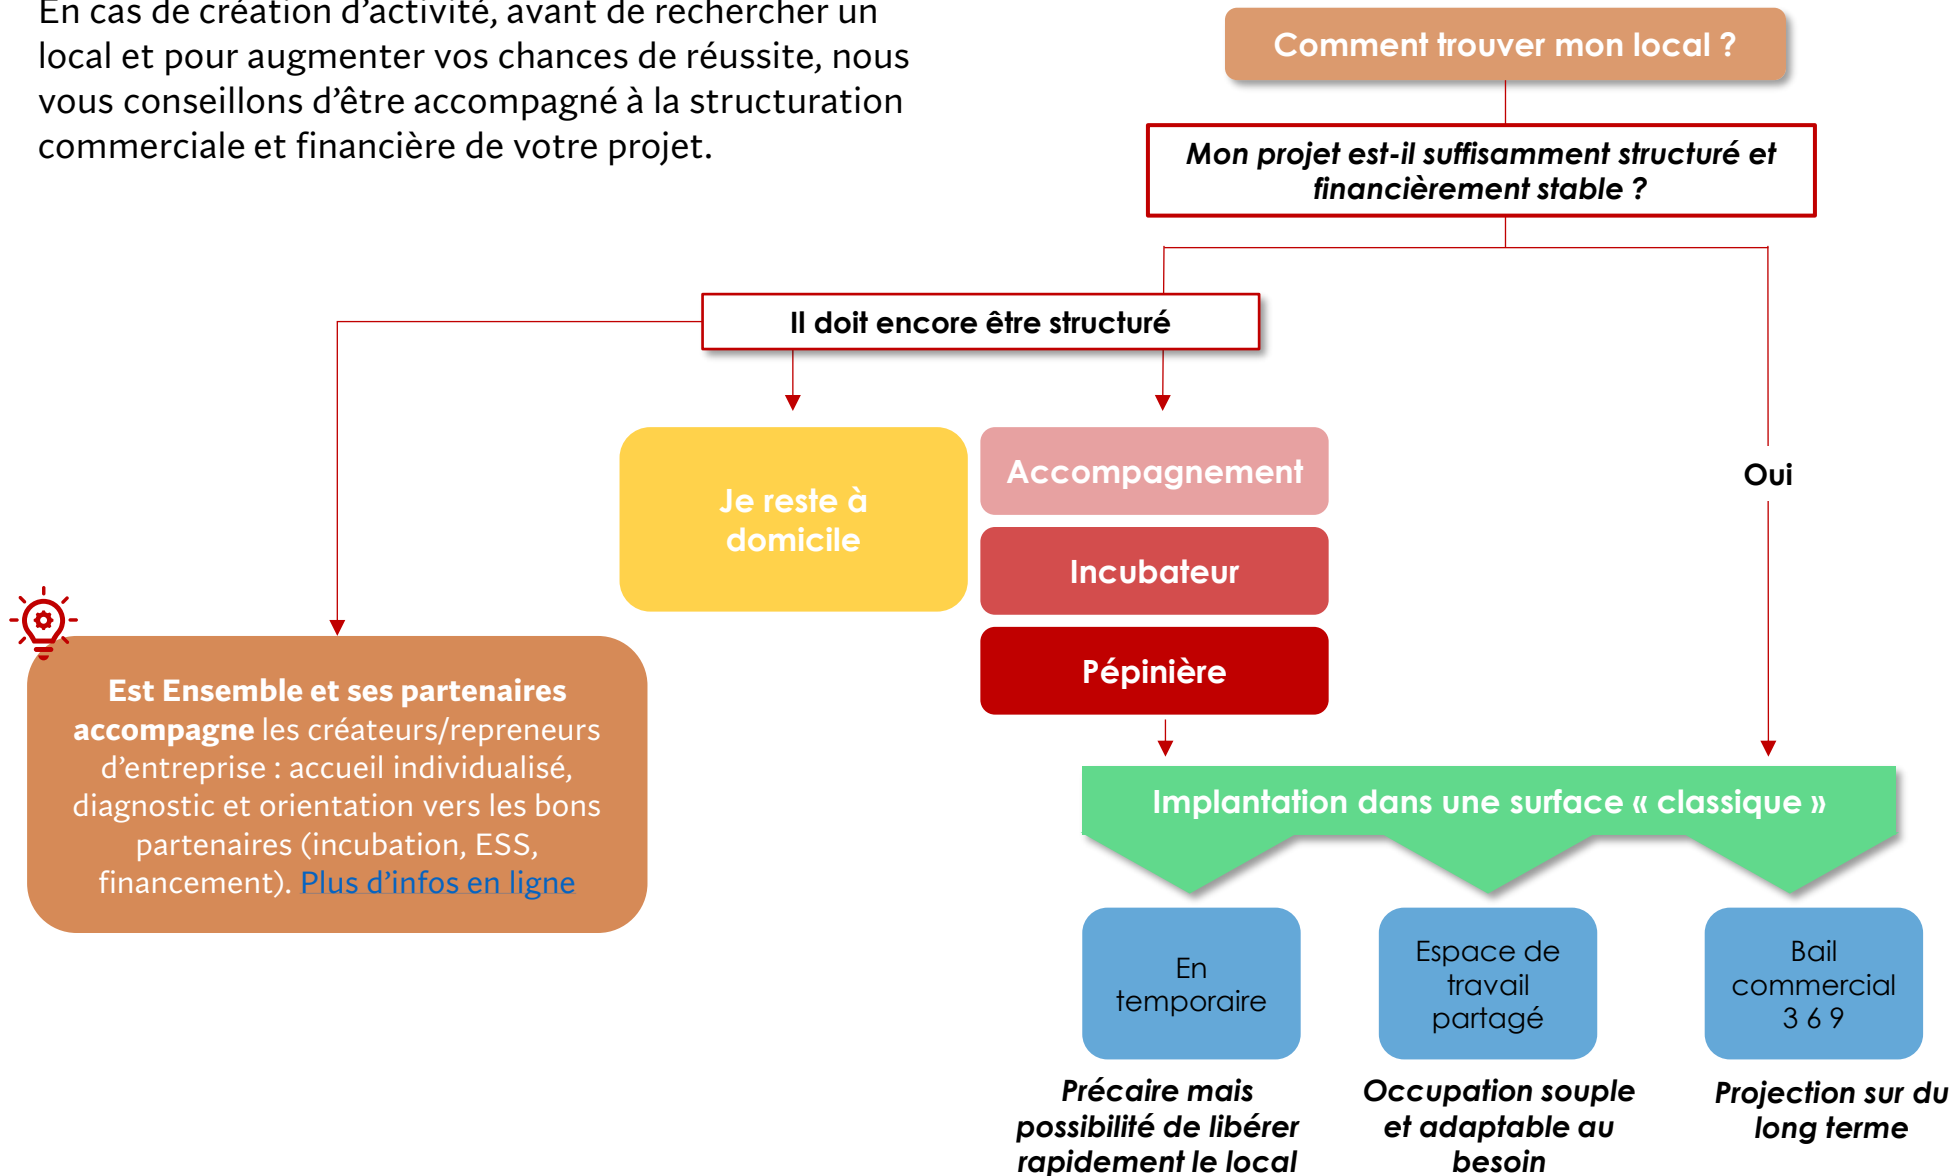 En cas de création d’activité, avant de rechercher un
local et pour augmenter vos chances de réussite, nous
vous conseillons d’être accompagné à la structuration
commerciale et financière de votre projet.
Comment trouver mon local ?
Mon projet est-il suffisamment structuré et
financièrement stable ?
Il doit encore être structuré
Oui
Je reste à
domicile
Accompagnement
Incubateur
Pépinière
Est Ensemble et ses partenaires
accompagne les créateurs/repreneurs
d’entreprise : accueil individualisé,
diagnostic et orientation vers les bons
partenaires (incubation, ESS,
financement). Plus d’infos en ligne
Implantation dans une surface « classique »
En
temporaire
Précaire mais
possibilité de libérer
rapidement le local
Espace de
travail
partagé
Occupation souple
et adaptable au
besoin
Bail
commercial
3 6 9
Projection sur du
long terme